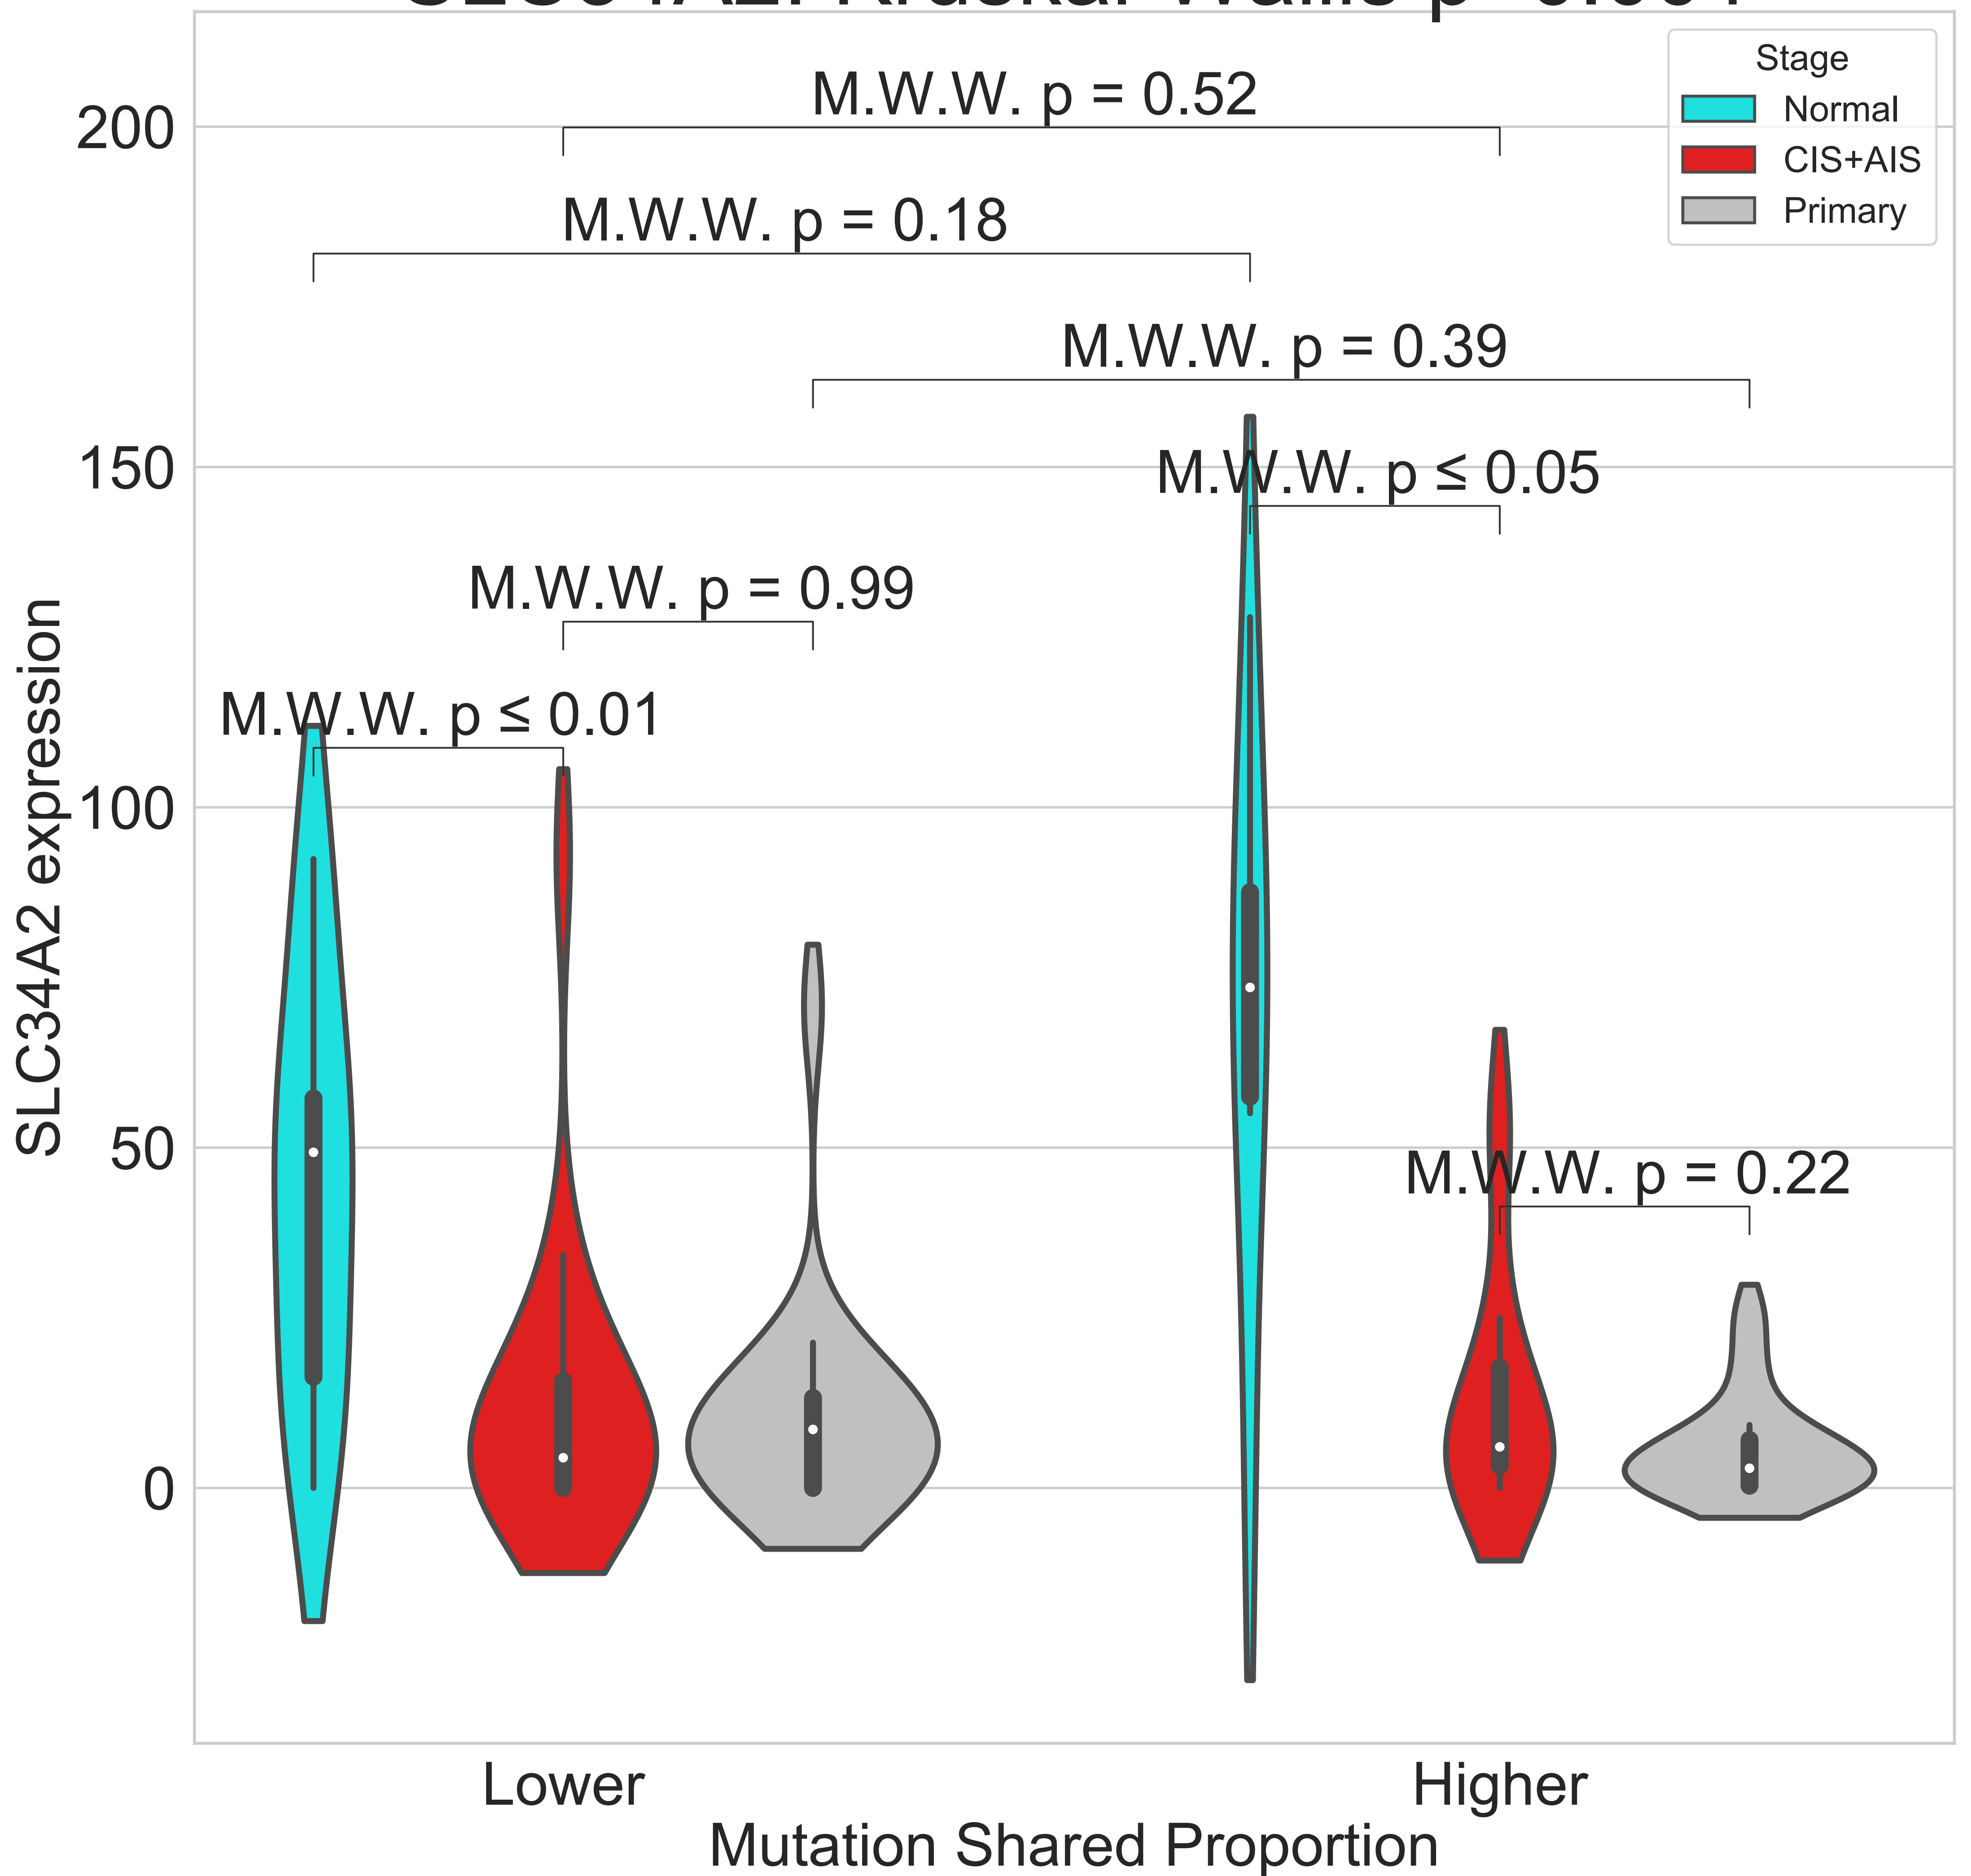 Stage
Normal
CIS+AIS
Primary
M.W.W. p = 0.52
M.W.W. p = 0.18
M.W.W. p = 0.39
M.W.W. p ≤ 0.05
M.W.W. p = 0.99
M.W.W. p ≤ 0.01
M.W.W. p = 0.22
200
150
100
50
0
SLC34A2 expression
Lower
Higher
Mutation Shared Proportion